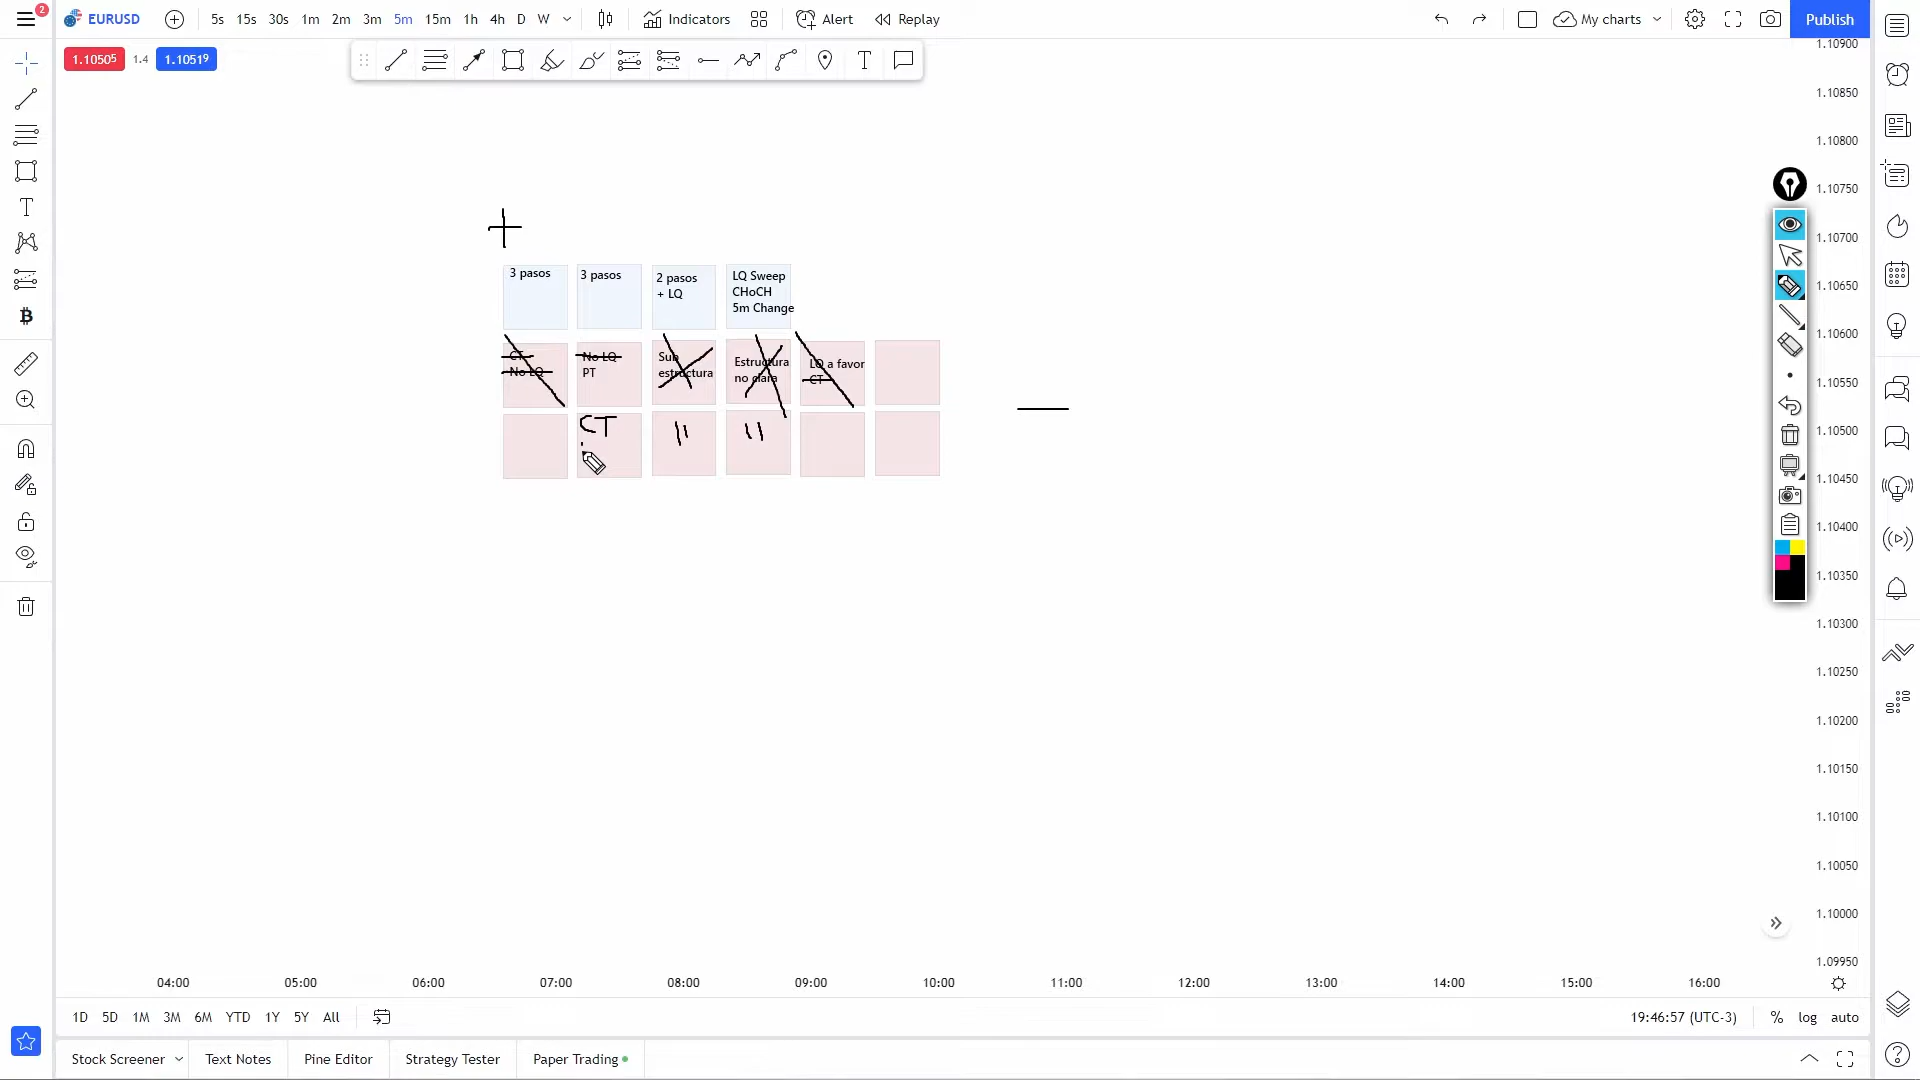 2
EURUSD
5s 15s 30s 1m 2m 3m 5m 15m 1h 4h D W
Indicators
Alert
Replay
My charts
Publish
1.10505 1.4 1.10519
T
T
3 pasos
3 pasos
2 pasos
+ LQ
LQ Sweep
CHoCH
5m Change
CT
No LQ
No LQ
PT
Sub
estructura
Estructura
no clara
LQ a favor
CT
CT
1.10900
1.10850
1.10800
1.10750
1.10700
1.10650
1.10600
1.10550
1.10500
1.10450
1.10400
1.10350
1.10300
1.10250
1.10200
1.10150
1.10100
1.10050
1.10000
1.09950
04:00 05:00 06:00 07:00 08:00 09:00 10:00 11:00 12:00 13:00 14:00 15:00 16:00
1D 5D 1M 3M 6M YTD 1Y 5Y All
19:46:57 (UTC-3) % log auto
Stock Screener Text Notes Pine Editor Strategy Tester Paper Trading